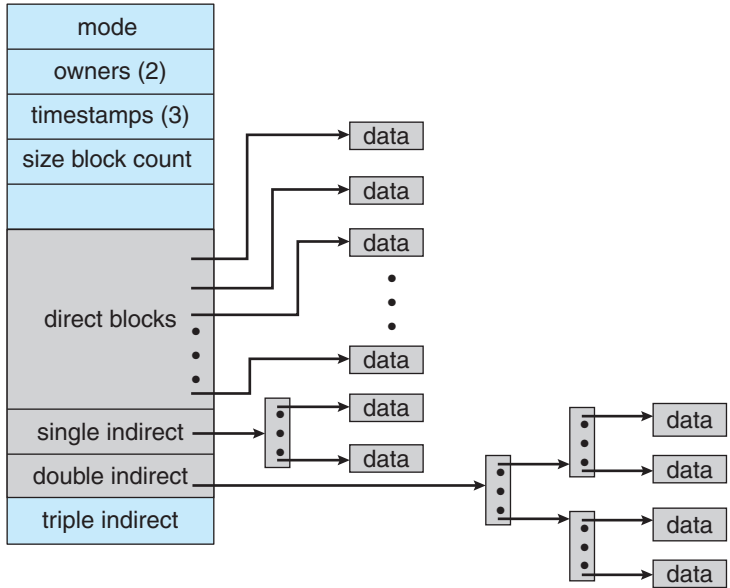 mode
owners (2)
timestamps (3)
size block count
data
data
data
direct blocks
data
single indirect
data
data
double indirect
data
data
triple indirect
data
data